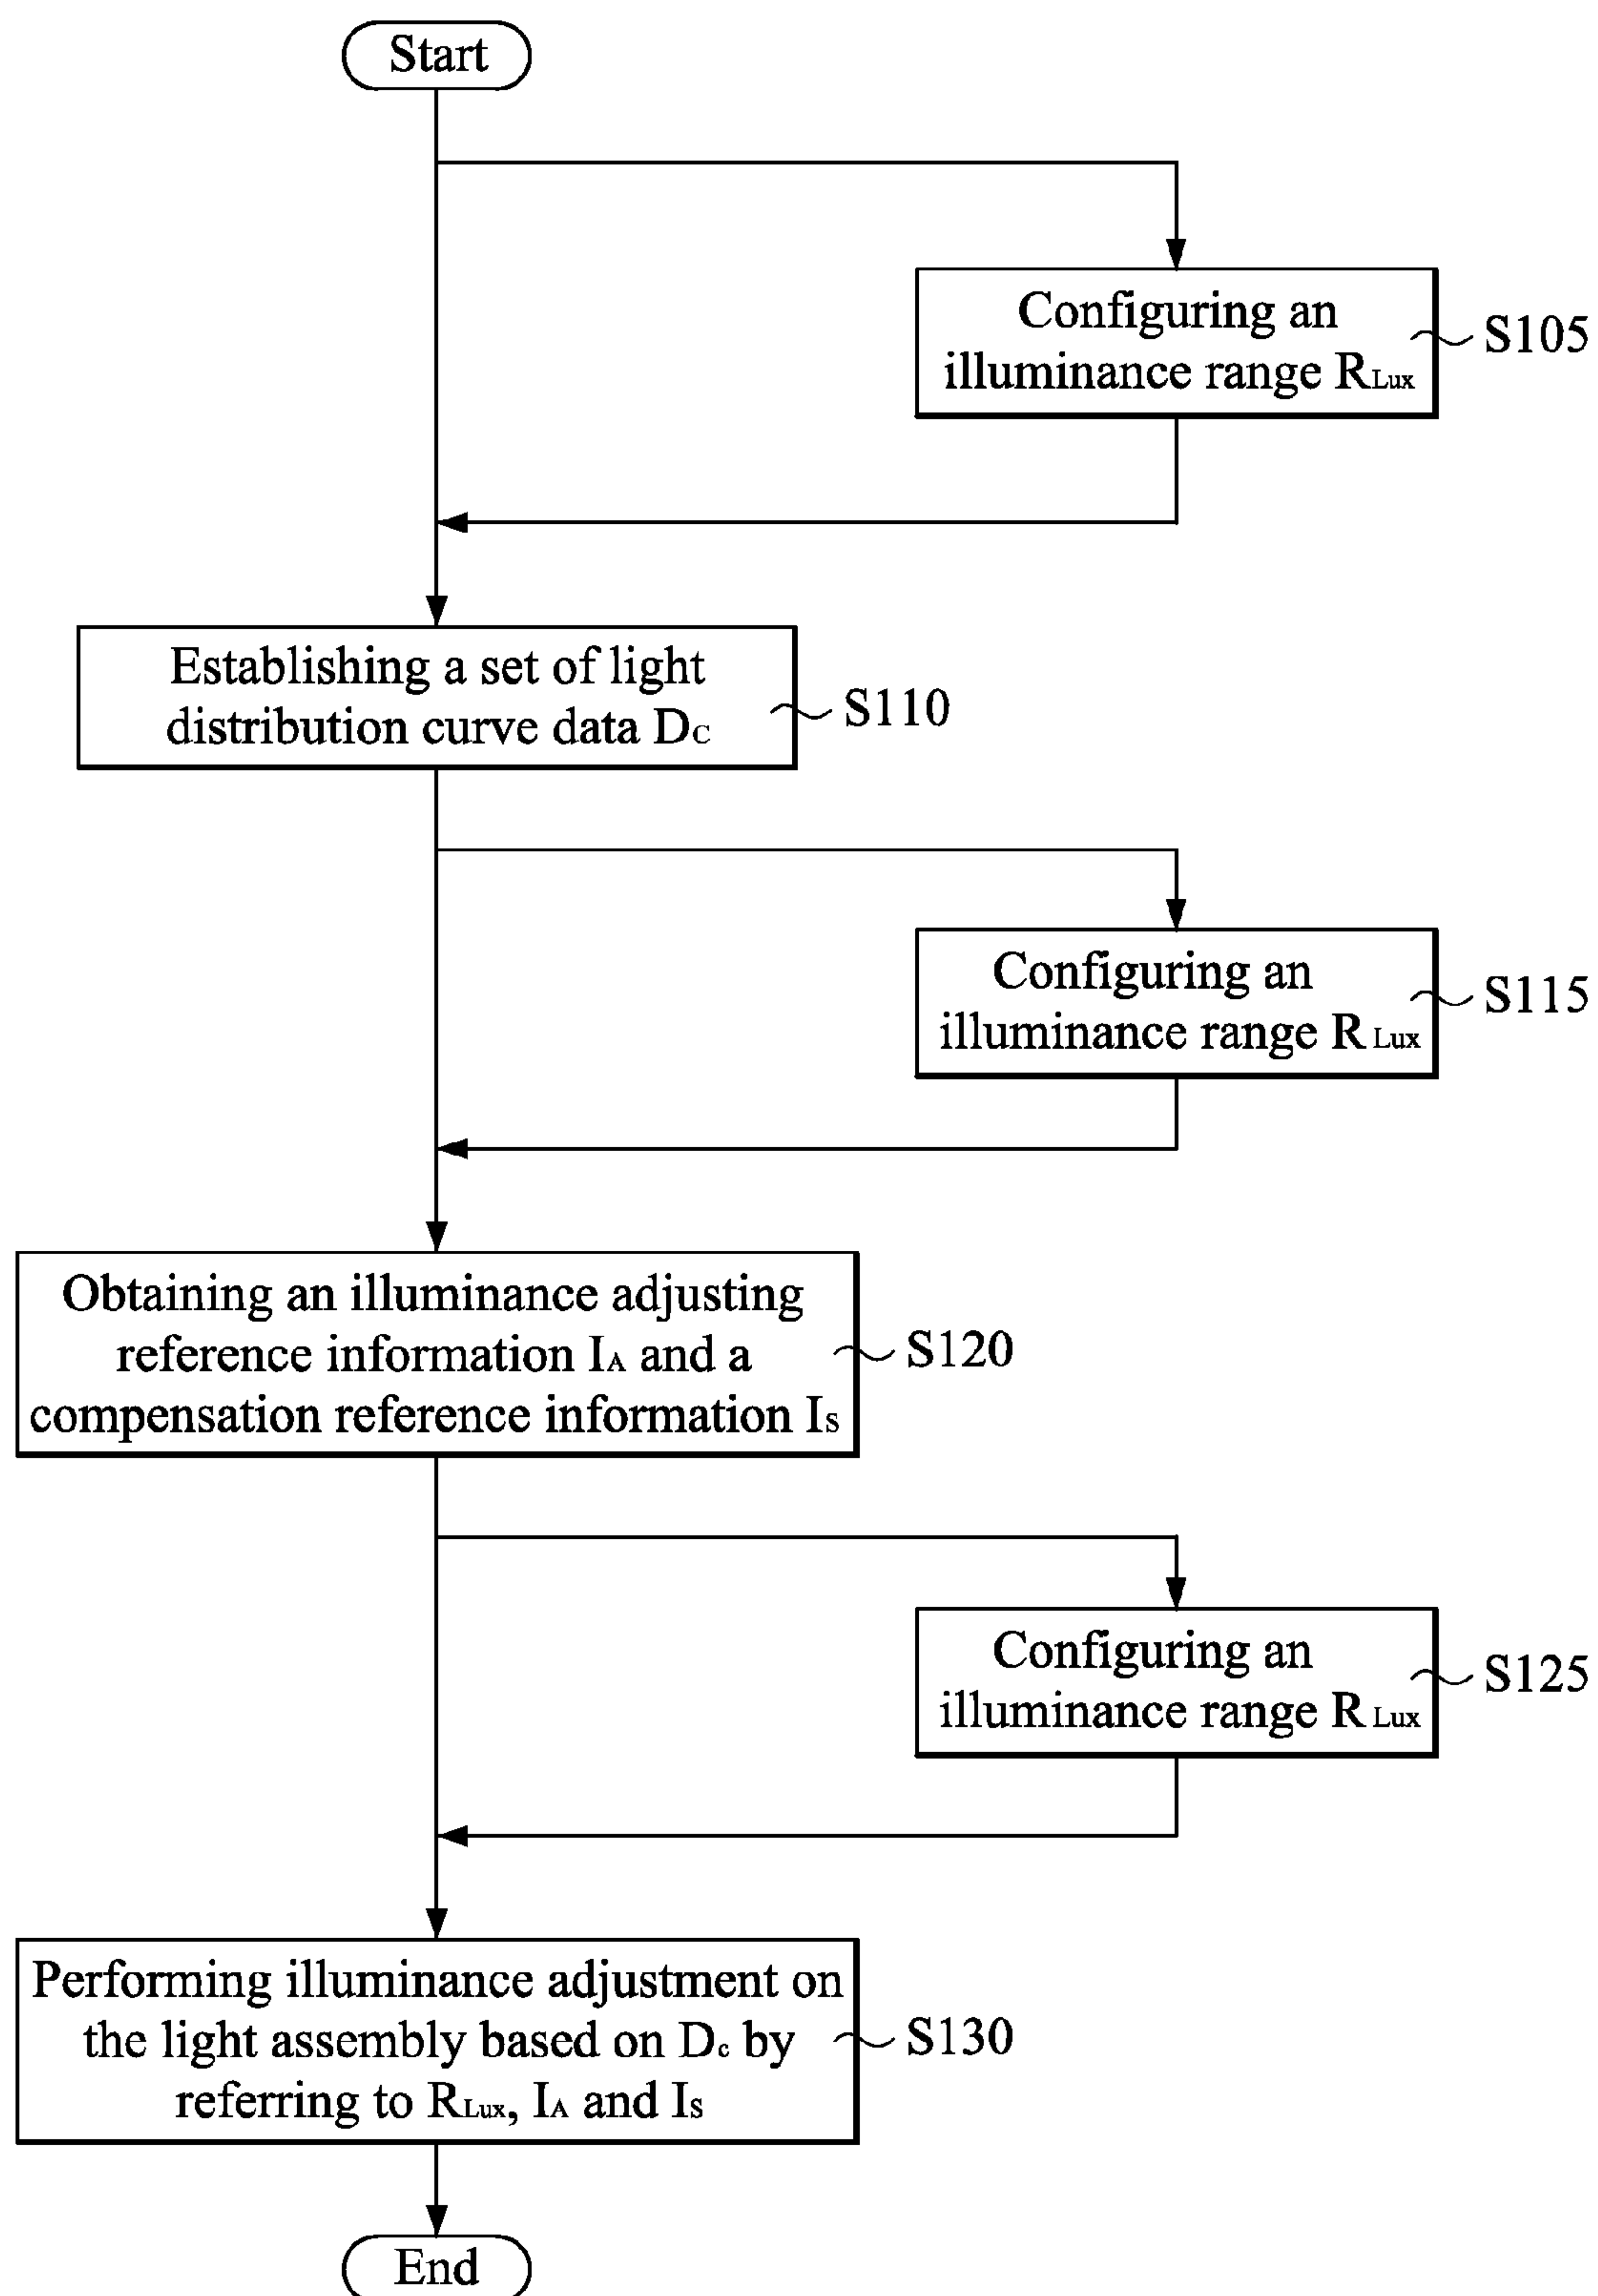 Start
Configuring an
illuminance range RLux
S105
Establishing a set of light
distribution curve data DC
S110
Configuring an
illuminance range R Lux
S115
Obtaining an illuminance adjusting
reference information IA and a
compensation reference information IS
S120
Configuring an
illuminance range R Lux
S125
Performing illuminance adjustment on
the light assembly based on Dc by
referring to RLux, IA and IS
S130
End